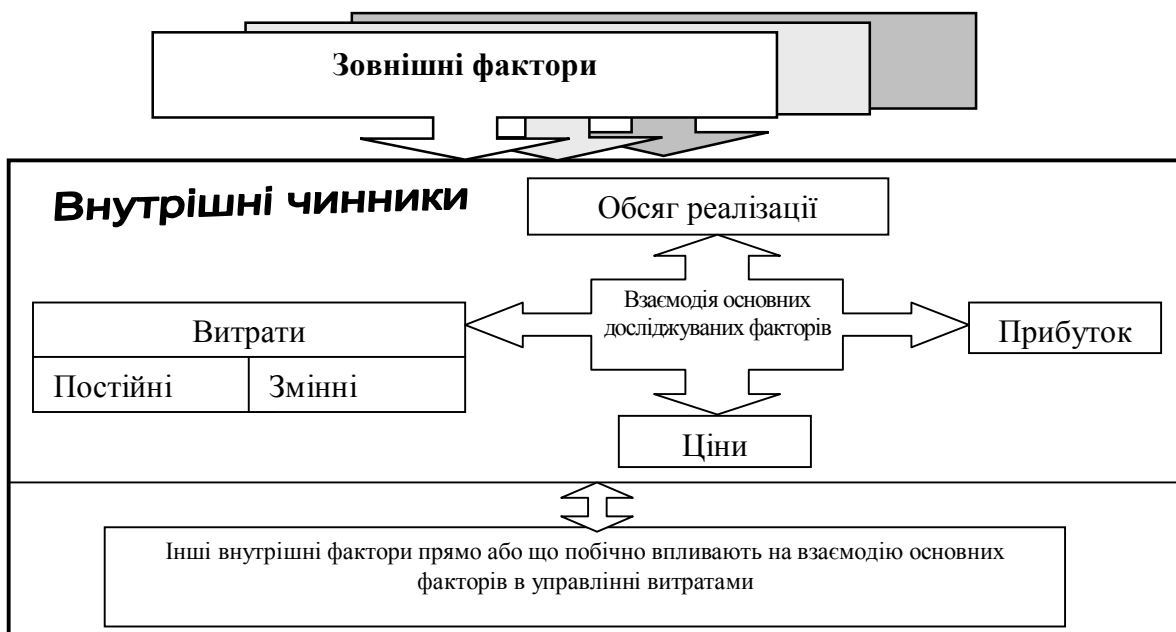 Зовнішні фактори
Внутрішні чинники
Обсяг реалізації
Взаємодія основних
досліджуваних факторів
Витрати
Постійні
Змінні
Прибуток
Ціни
Інші внутрішні фактори прямо або що побічно впливають на взаємодію основних
факторів в управлінні витратами